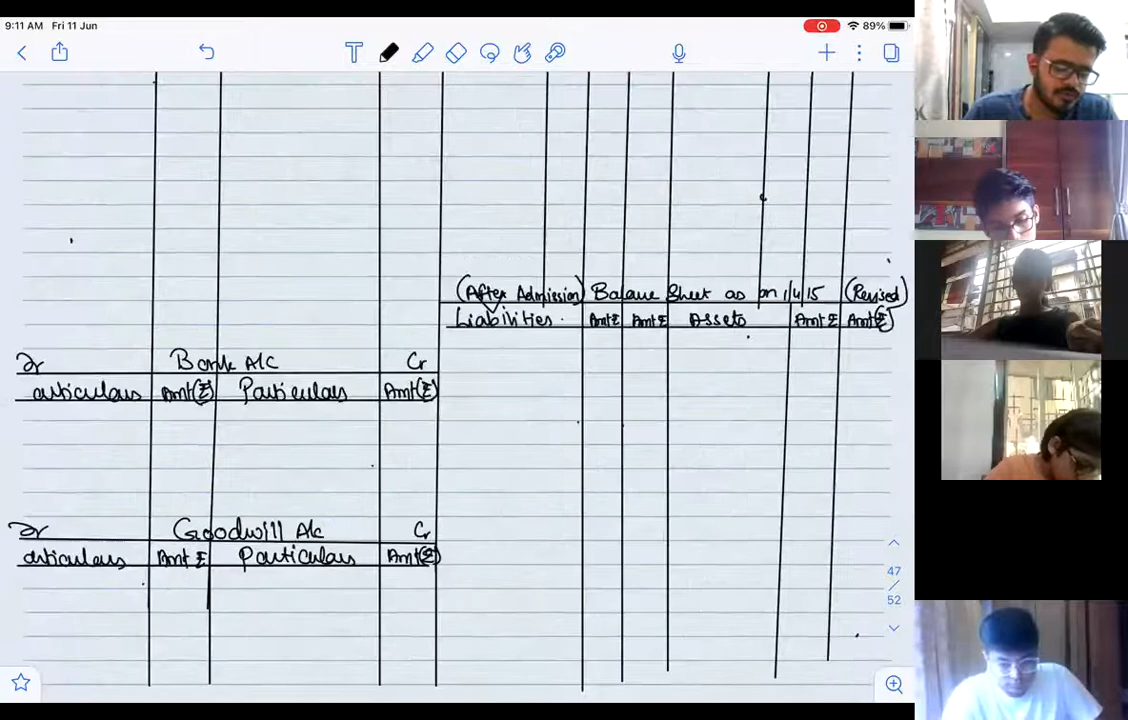 9:11 AM Fri 11 Jun
89%
T
(After Admission) Balance Sheet as on 1/4/15 (Revised)
Liabilities. Amt ₹ Amt ₹ Assets Amt ₹ Amt(₹)
Dr Bank A/c Cr
articulars Amt(₹) Particulars Amt(₹)
Dr Goodwill A/c Cr
articulars Amt ₹ Particulars Amt(₹)
47
/
52